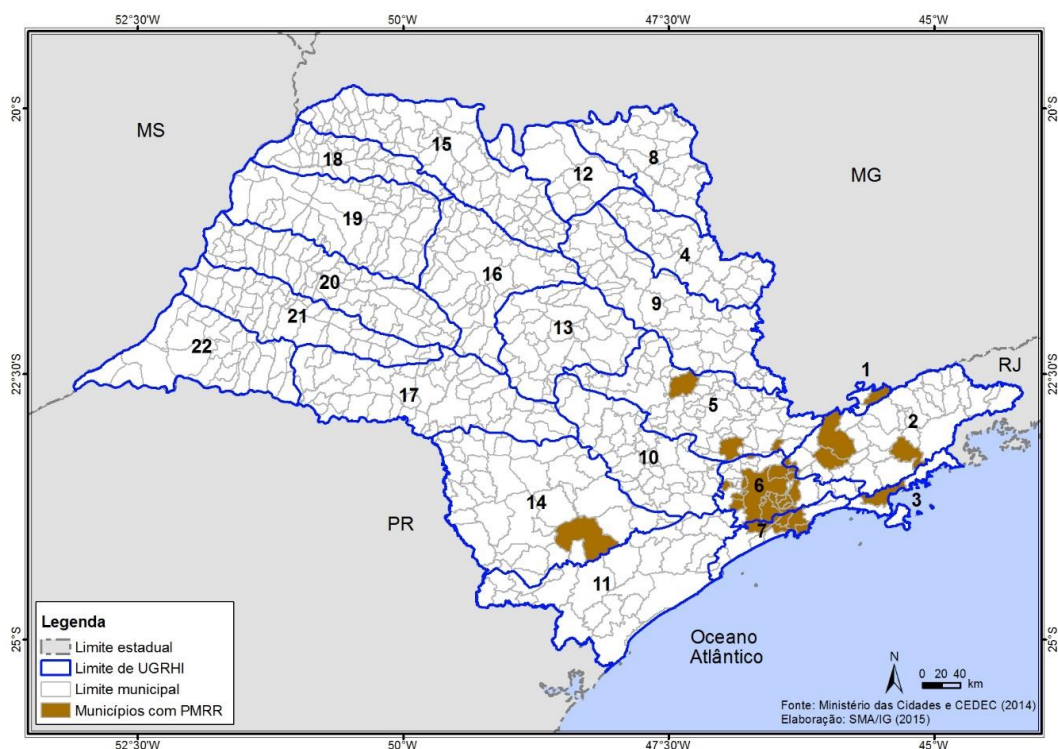 52°30'W
50°W
47°30'W
45°W
20°S
20°S
MS
15
8
18
12
MG
19
4
16
20
9
21
13
22
1
RJ
22°30'S
22°30'S
17
5
2
10
6
3
14
7
PR
11
Legenda
Limite estadual
Limite de UGRHI
Limite municipal
Municípios com PMRR
Oceano
Atlântico
25°S
25°S
N
0 20 40
km
Fonte: Ministério das Cidades e CEDEC (2014)
Elaboração: SMA/IG (2015)
52°30'W
50°W
47°30'W
45°W